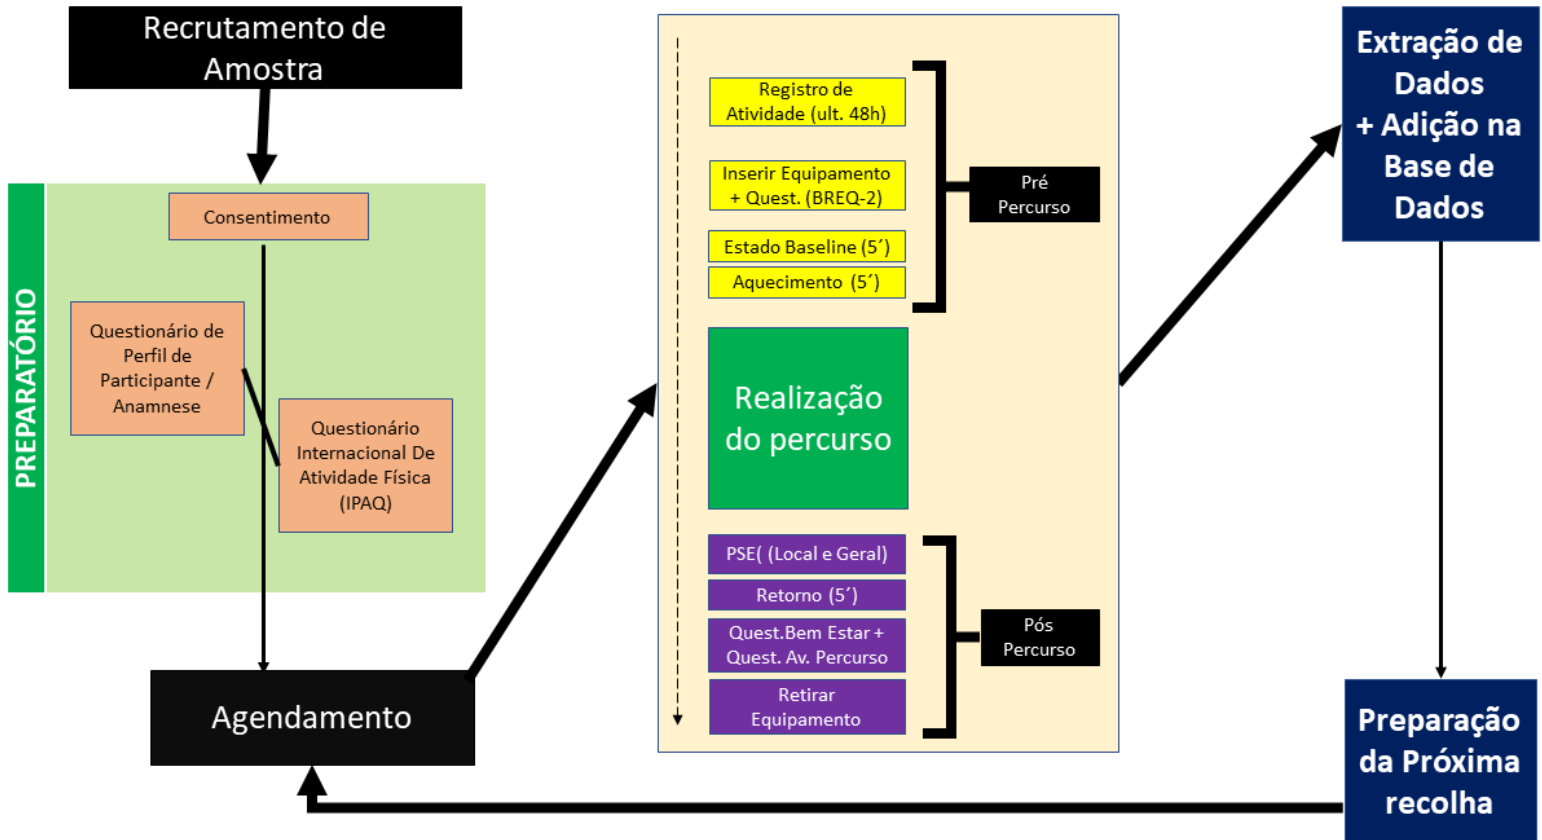 Recrutamento de
Amostra
PREPARATÓRIO
Consentimento
Questionário de
Perfil de
Participante /
Anamnese
Questionário
Internacional De
Atividade Física
(IPAQ)
Agendamento
Registro de
Atividade (ult. 48h)
Inserir Equipamento
+ Quest. (BREQ-2)
Estado Baseline (5´)
Aquecimento (5´)
Pré
Percurso
Realização
do percurso
PSE( (Local e Geral)
Retorno (5´)
Quest.Bem Estar +
Quest. Av. Percurso
Retirar
Equipamento
Pós
Percurso
Extração de
Dados
+ Adição na
Base de
Dados
Preparação
da Próxima
recolha